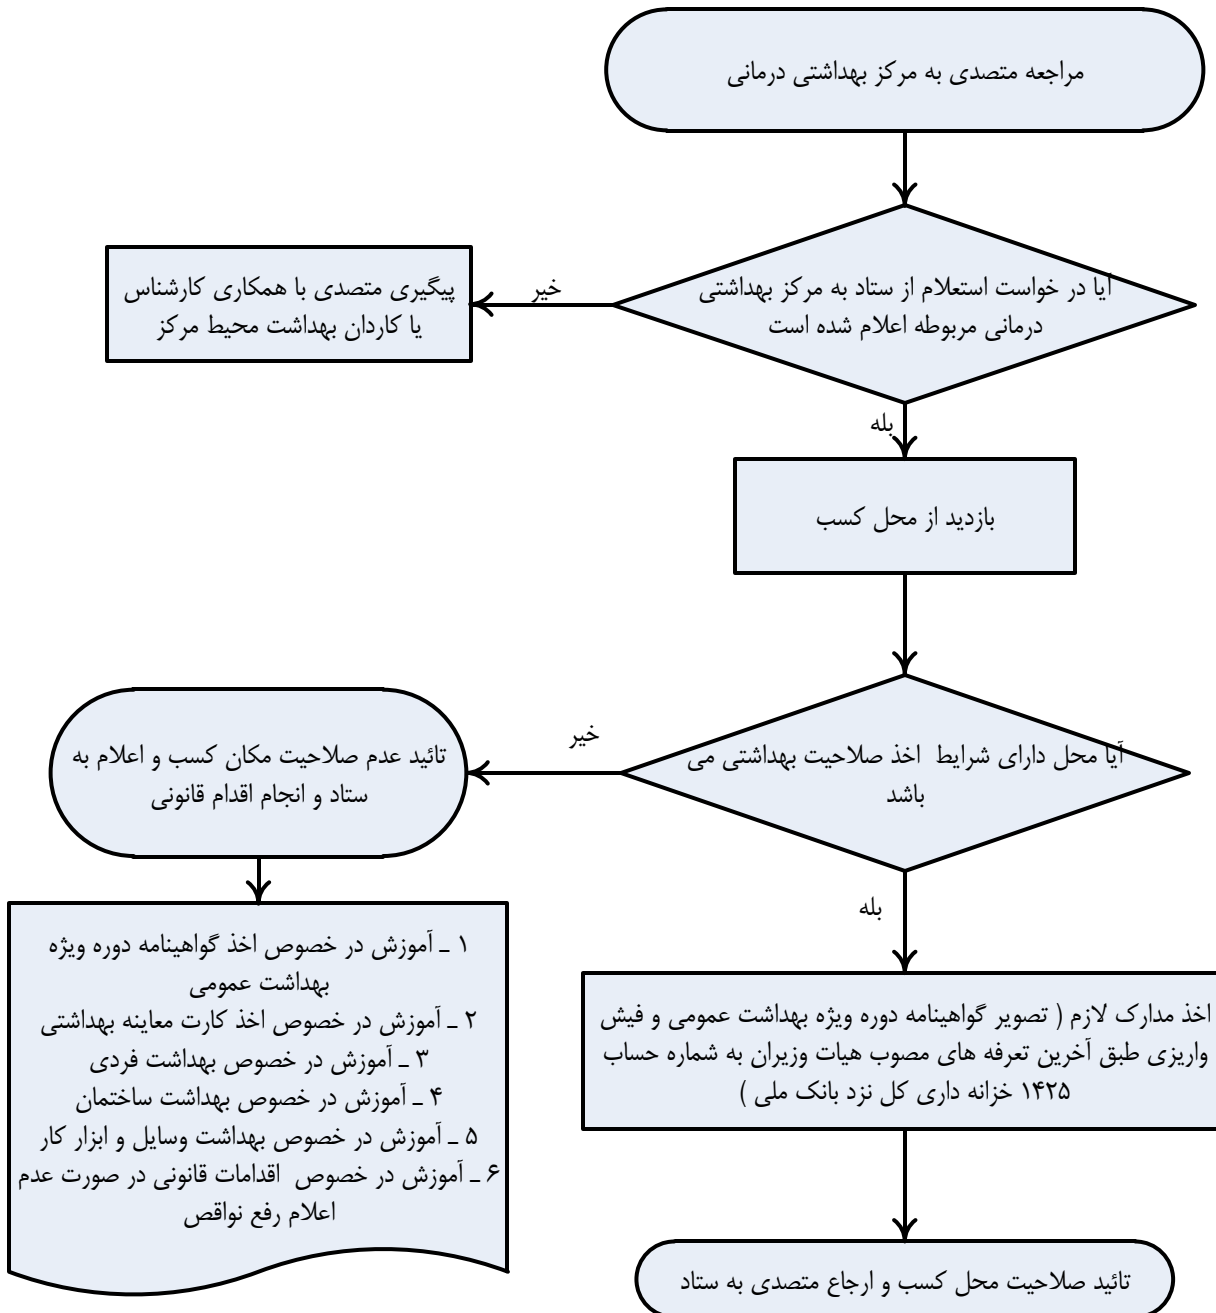 مراجعه متصدی به مرکز بهداشتی درمانی
آیا در خواست استعلام از ستاد به مرکز بهداشتی
درمانی مربوطه اعلام شده است
خیر
پیگیری متصدی با همکاری کارشناس
یا کاردان بهداشت محیط مرکز
بله
بازدید از محل کسب
آیا محل دارای شرایط اخذ صلاحیت بهداشتی می
باشد
خیر
تائید عدم صلاحیت مکان کسب و اعلام به
ستاد و انجام اقدام قانونی
۱ ـ آموزش در خصوص اخذ گواهینامه دوره ویژه
بهداشت عمومی
۲ ـ آموزش در خصوص اخذ کارت معاینه بهداشتی
۳ ـ آموزش در خصوص بهداشت فردی
۴ ـ آموزش در خصوص بهداشت ساختمان
۵ ـ آموزش در خصوص بهداشت وسایل و ابزار کار
۶ ـ آموزش در خصوص اقدامات قانونی در صورت عدم
اعلام رفع نواقص
بله
اخذ مدارک لازم ( تصویر گواهینامه دوره ویژه بهداشت عمومی و فیش
واریزی طبق آخرین تعرفه های مصوب هیات وزیران به شماره حساب
۱۴۲۵ خزانه داری کل نزد بانک ملی )
تائید صلاحیت محل کسب و ارجاع متصدی به ستاد